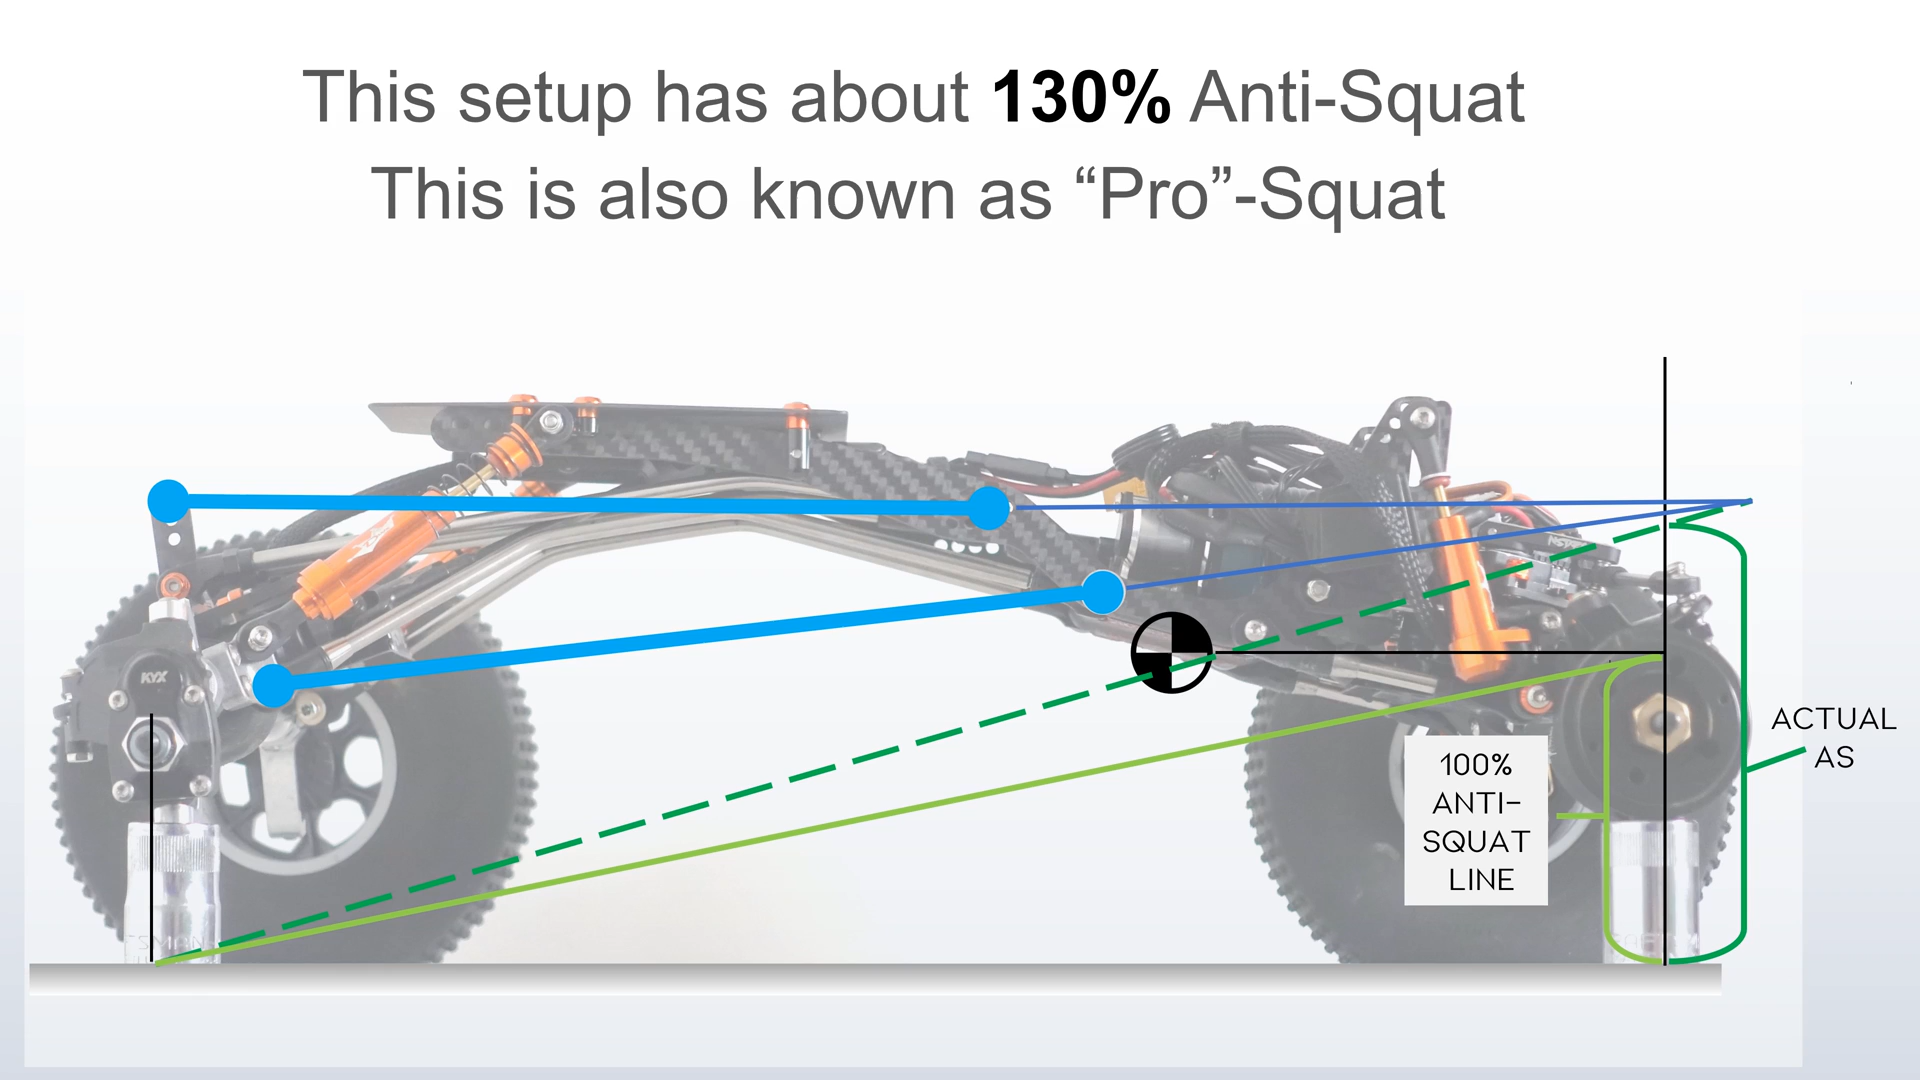 This setup has about 130% Anti-Squat
This is also known as “Pro”-Squat
KYX
ACTUAL
AS
100%
ANTI-
SQUAT
LINE